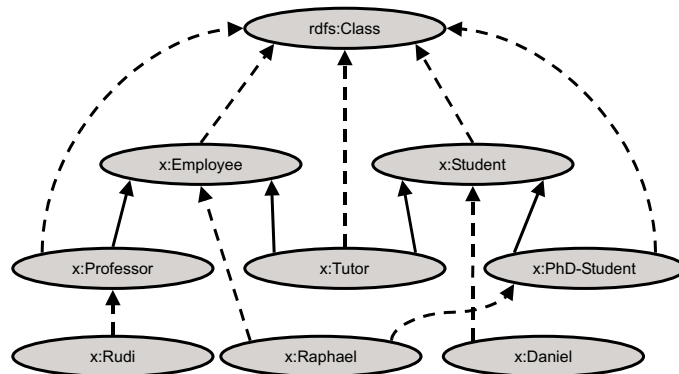 rdfs:Class
x:Employee
x:Student
x:Professor
x:Tutor
x:PhD-Student
x:Rudi
x:Raphael
x:Daniel